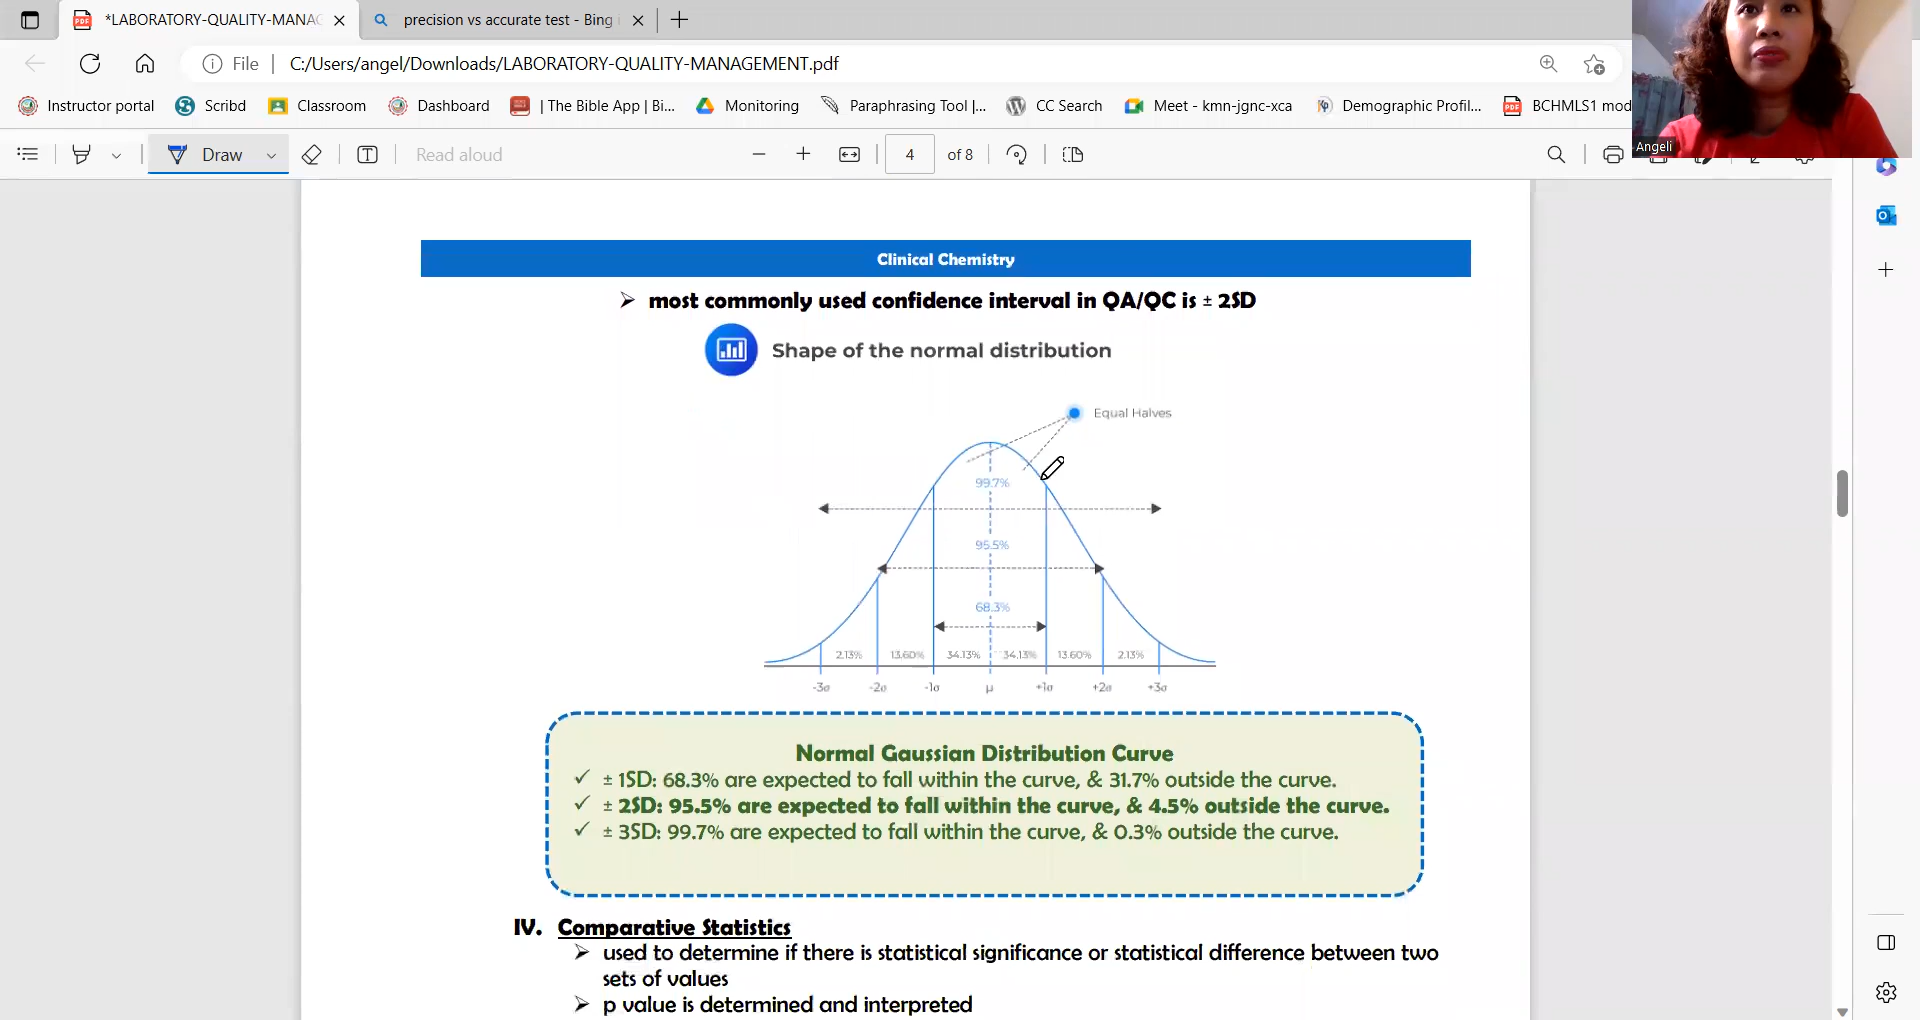 *LABORATORY-QUALITY-MANAG
precision vs accurate test - Bing
File
C:/Users/angel/Downloads/LABORATORY-QUALITY-MANAGEMENT.pdf
Instructor portal
Scribd
Classroom
Dashboard
| The Bible App | Bi...
Monitoring
Paraphrasing Tool |...
CC Search
Meet - kmn-jgnc-xca
Demographic Profil...
BCHMLS1 mod
Draw
Read aloud
4 of 8
Angeli
Clinical Chemistry
➢ most commonly used confidence interval in QA/QC is ± 2SD
Shape of the normal distribution
Equal Halves
99.7%
95.5%
68.3%
2.13% 13.60% 34.13% 34.13% 13.60% 2.13%
-3σ -2σ -1σ μ +1σ +2σ +3σ
Normal Gaussian Distribution Curve
✓ ± 1SD: 68.3% are expected to fall within the curve, & 31.7% outside the curve.
✓ ± 2SD: 95.5% are expected to fall within the curve, & 4.5% outside the curve.
✓ ± 3SD: 99.7% are expected to fall within the curve, & 0.3% outside the curve.
IV. Comparative Statistics
➢ used to determine if there is statistical significance or statistical difference between two
sets of values
➢ p value is determined and interpreted